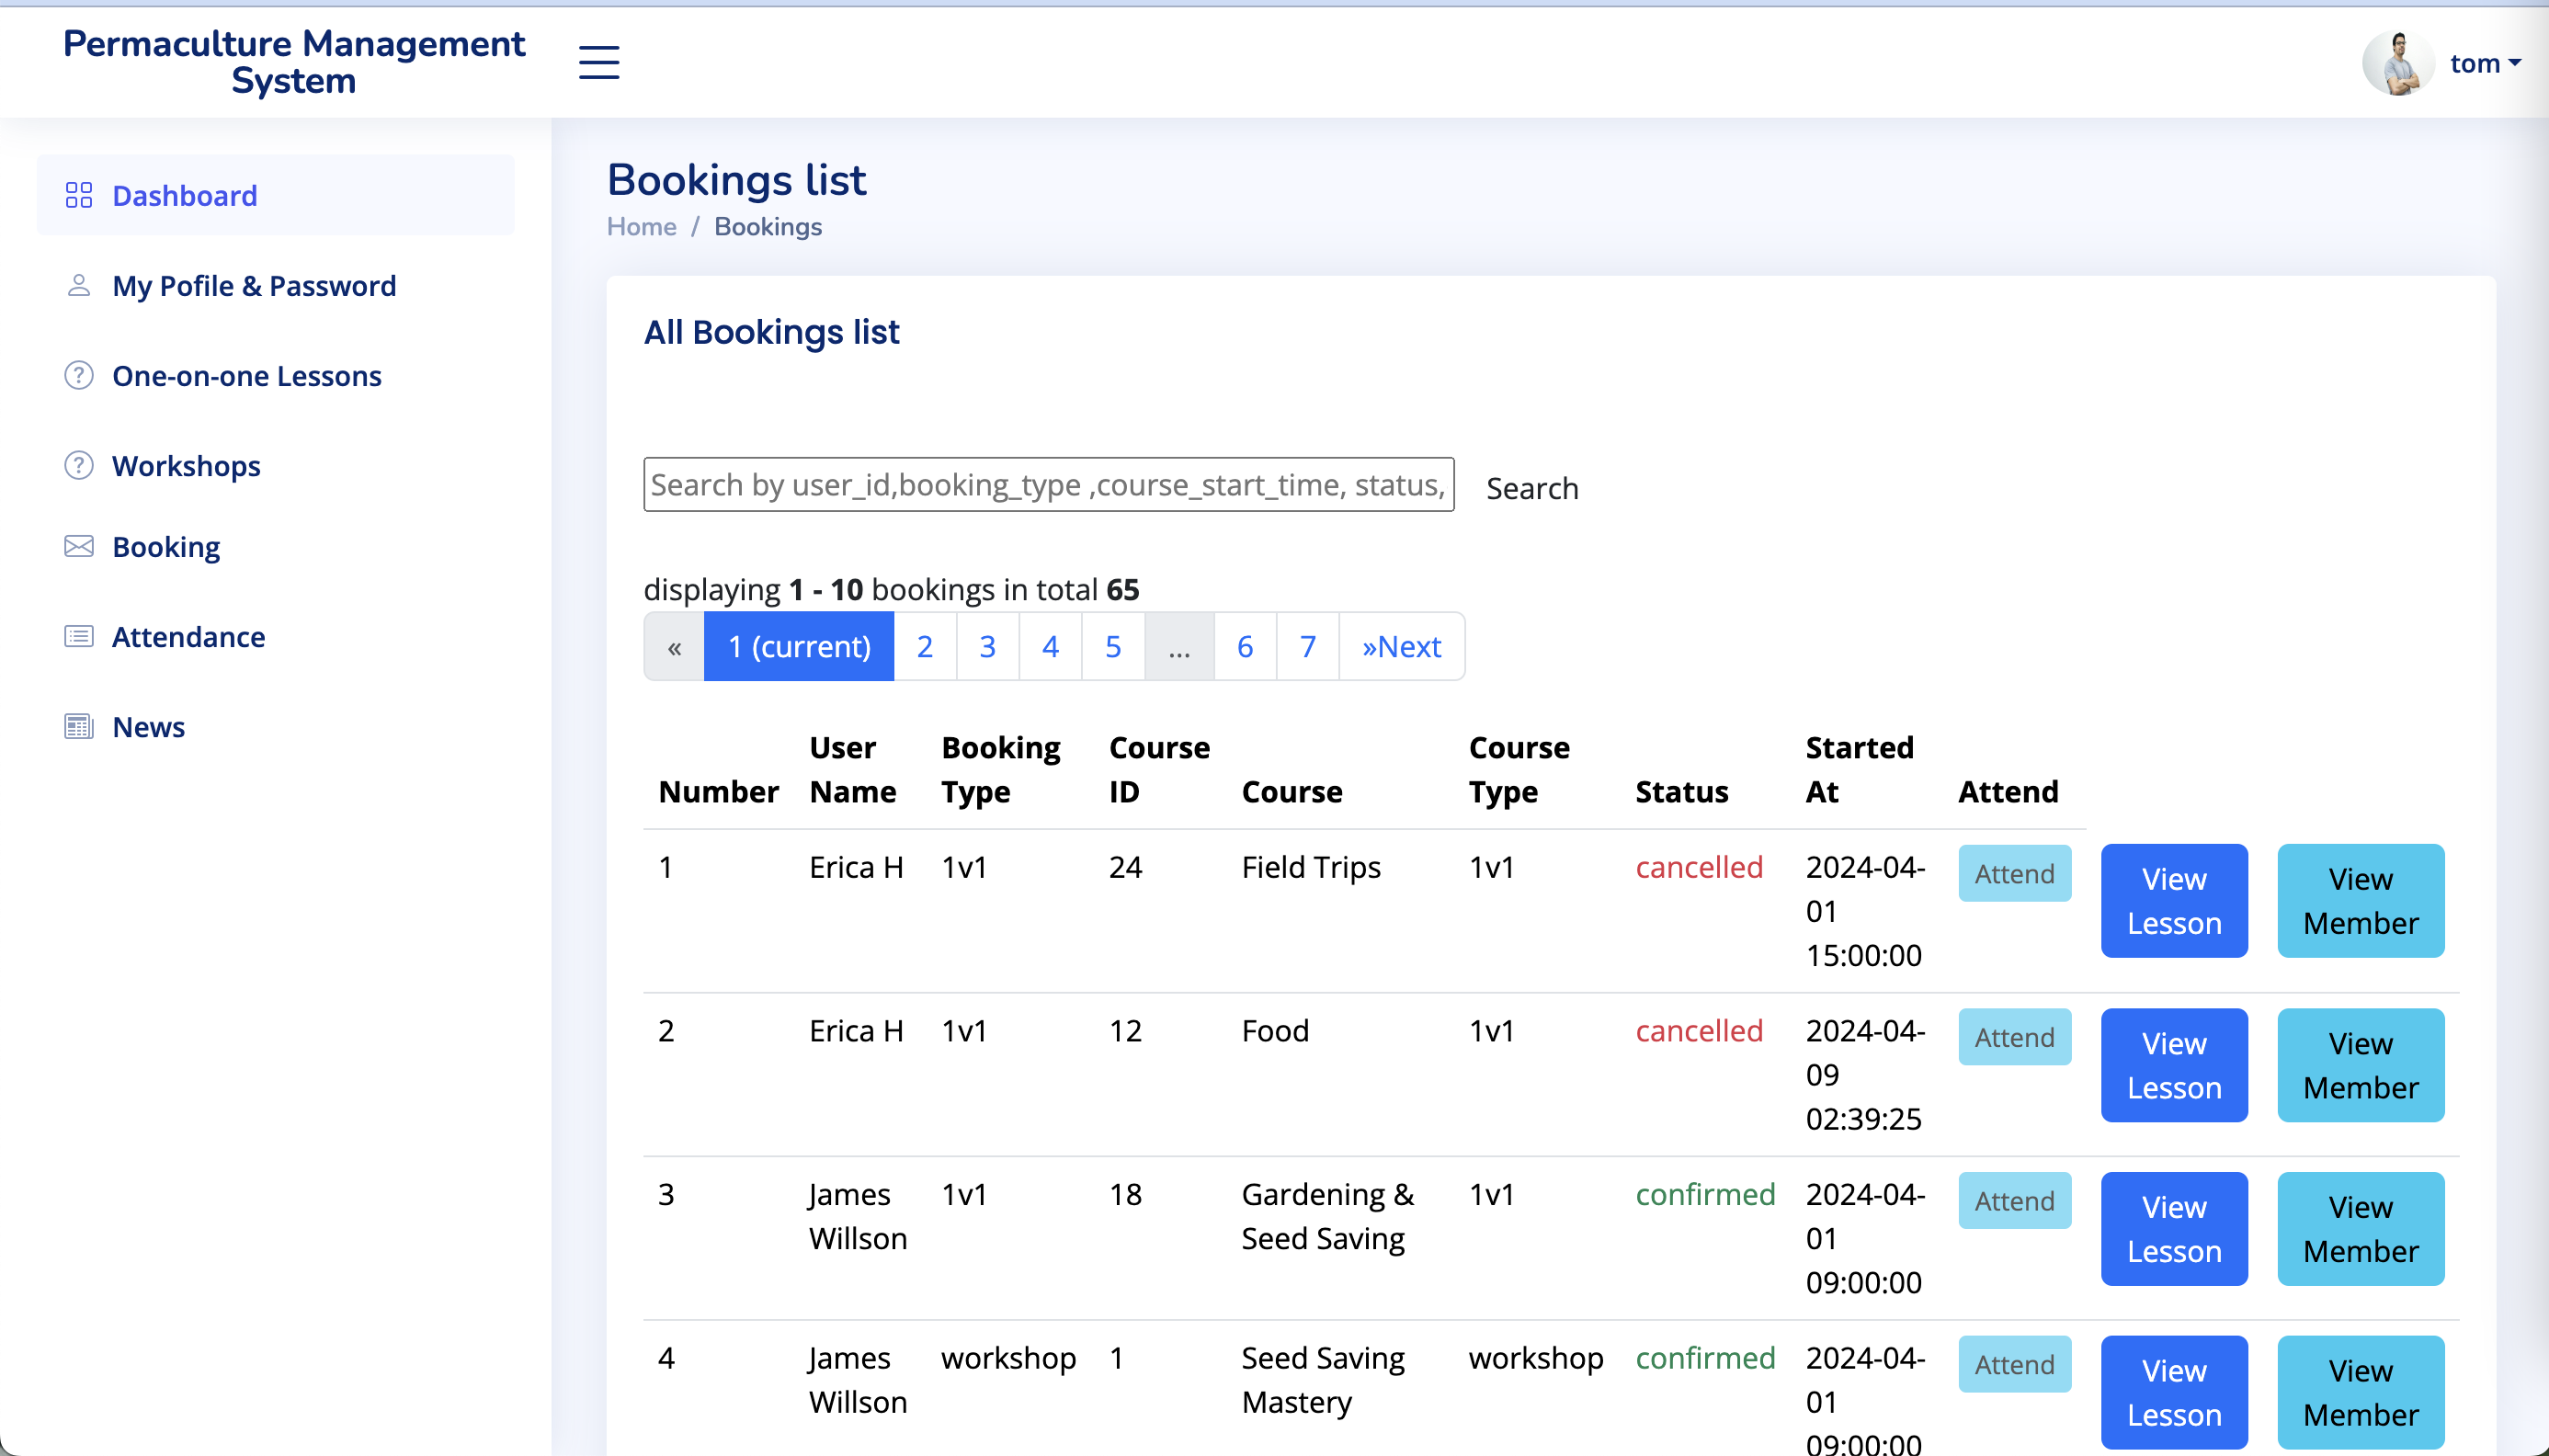 Permaculture Management
System
tom
Dashboard
My Pofile & Password
One-on-one Lessons
Workshops
Booking
Attendance
News
Bookings list
Home / Bookings
All Bookings list
Search by user_id,booking_type ,course_start_time, status, Search
displaying 1 - 10 bookings in total 65
« 1 (current) 2 3 4 5 ... 6 7 »Next
User Booking Course Course Started
Number Name Type ID Course Type Status At Attend
1 Erica H 1v1 24 Field Trips 1v1 cancelled 2024-04- Attend View View
01 Lesson Member
15:00:00
2 Erica H 1v1 12 Food 1v1 cancelled 2024-04- Attend View View
09 Lesson Member
02:39:25
3 James 1v1 18 Gardening & 1v1 confirmed 2024-04- Attend View View
Willson Seed Saving 01 Lesson Member
09:00:00
4 James workshop 1 Seed Saving workshop confirmed 2024-04- Attend View View
Willson Mastery 01 Lesson Member
09:00:00